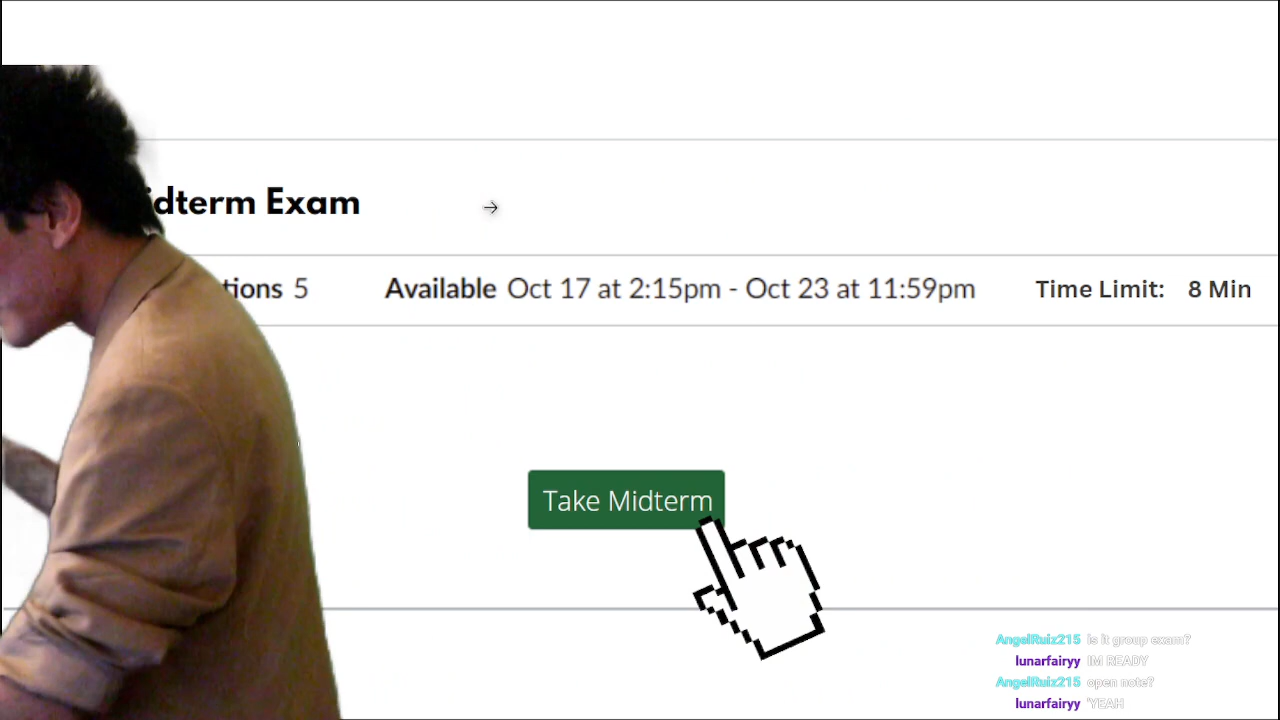 idterm Exam
tions 5 Available Oct 17 at 2:15pm - Oct 23 at 11:59pm Time Limit: 8 Min
Take Midterm
AngelRuiz215 is it group exam?
lunarfairyy IM READY
AngelRuiz215 open note?
lunarfairyy 'YEAH